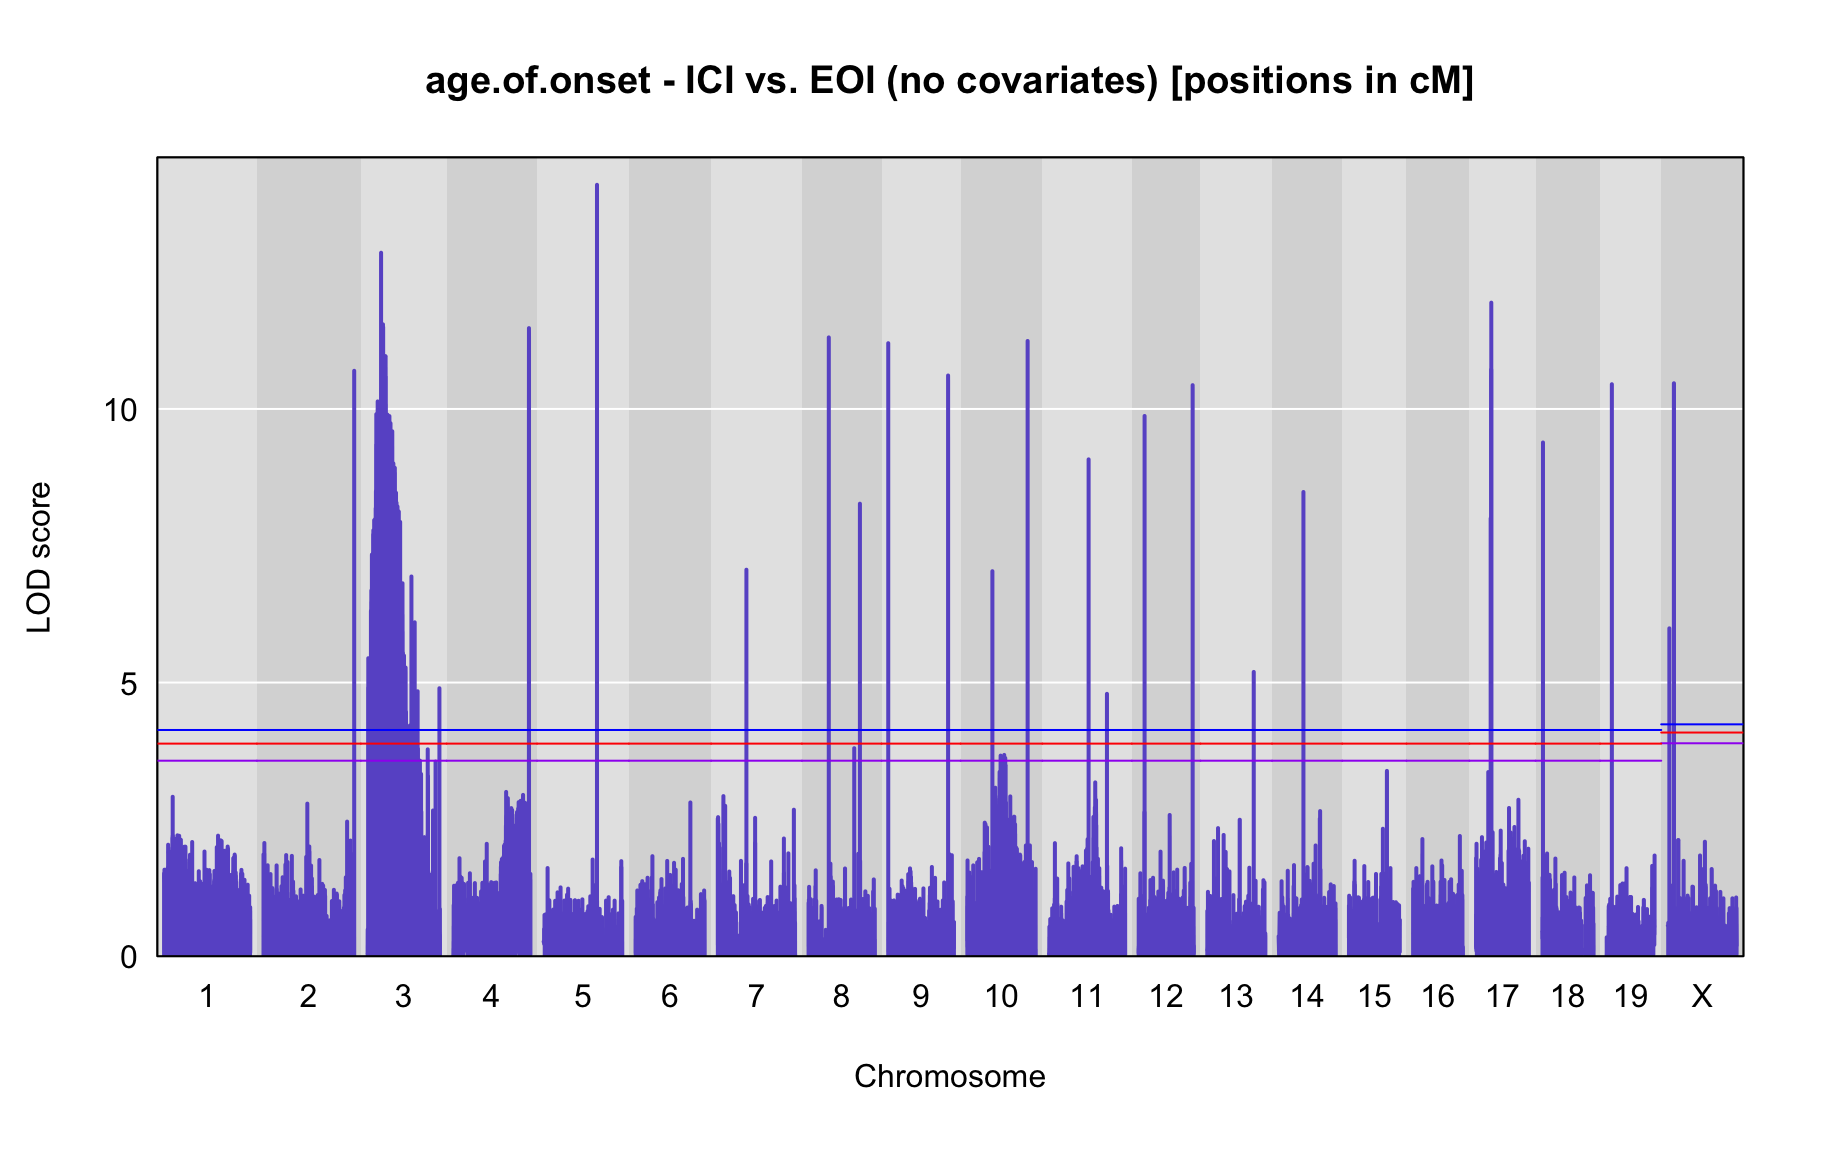 age.of.onset - ICI vs. EOI (no covariates) [positions in cM]
LOD score
10
5
0
1 2 3 4 5 6 7 8 9 10 11 12 13 14 15 16 17 18 19 X
Chromosome